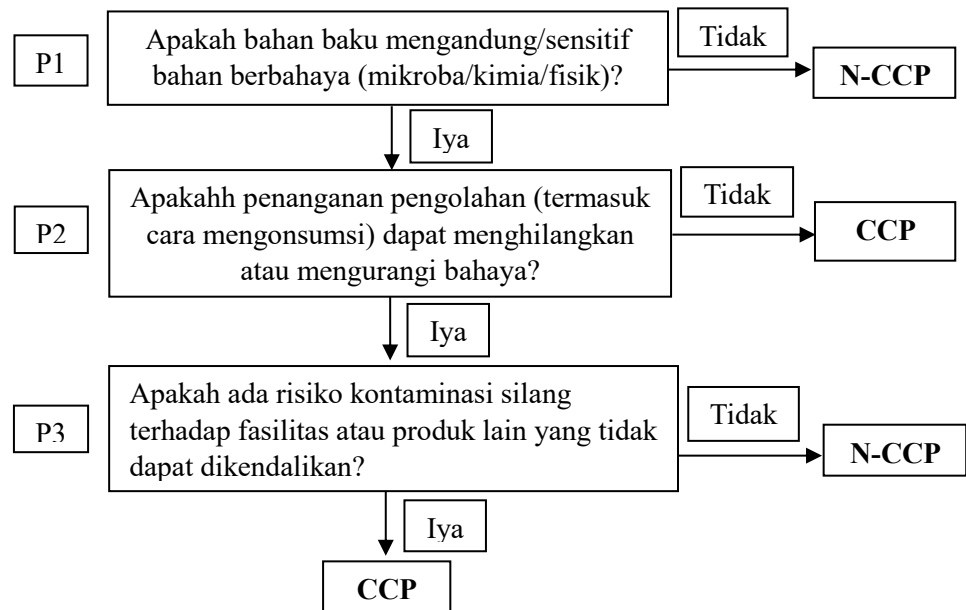 P1
Apakah bahan baku mengandung/sensitif
bahan berbahaya (mikroba/kimia/fisik)?
Tidak
N-CCP
Iya
P2
Apakahh penanganan pengolahan (termasuk
cara mengonsumsi) dapat menghilangkan
atau mengurangi bahaya?
Tidak
CCP
Iya
P3
Apakah ada risiko kontaminasi silang
terhadap fasilitas atau produk lain yang tidak
dapat dikendalikan?
Tidak
N-CCP
Iya
CCP